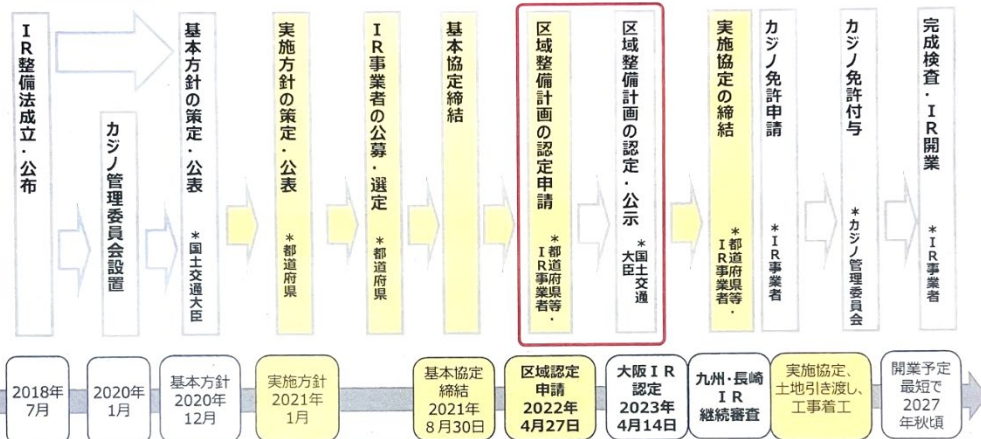 IR整備法成立・公布
カジノ管理委員会設置
基本方針の策定・公表
*国土交通大臣
実施方針の策定・公表
*都道府県
IR事業者の公募・選定
*都道府県
基本協定締結
区域整備計画の認定申請
*都道府県等・
IR事業者
区域整備計画の認定・公示
*国土交通
大臣
実施協定の締結
*都道府県等・
IR事業者
カジノ免許申請
*IR事業者
カジノ免許付与
*カジノ管理委員会
完成検査・IR開業
*IR事業者
2018年
7月
2020年
1月
基本方針
2020年
12月
実施方針
2021年
1月
基本協定
締結
2021年
8月30日
区域認定
申請
2022年
4月27日
大阪IR
認定
2023年
4月14日
九州・長崎
IR
継続審査
実施協定、
土地引き渡し、
工事着工
開業予定
最短で
2027
年秋頃